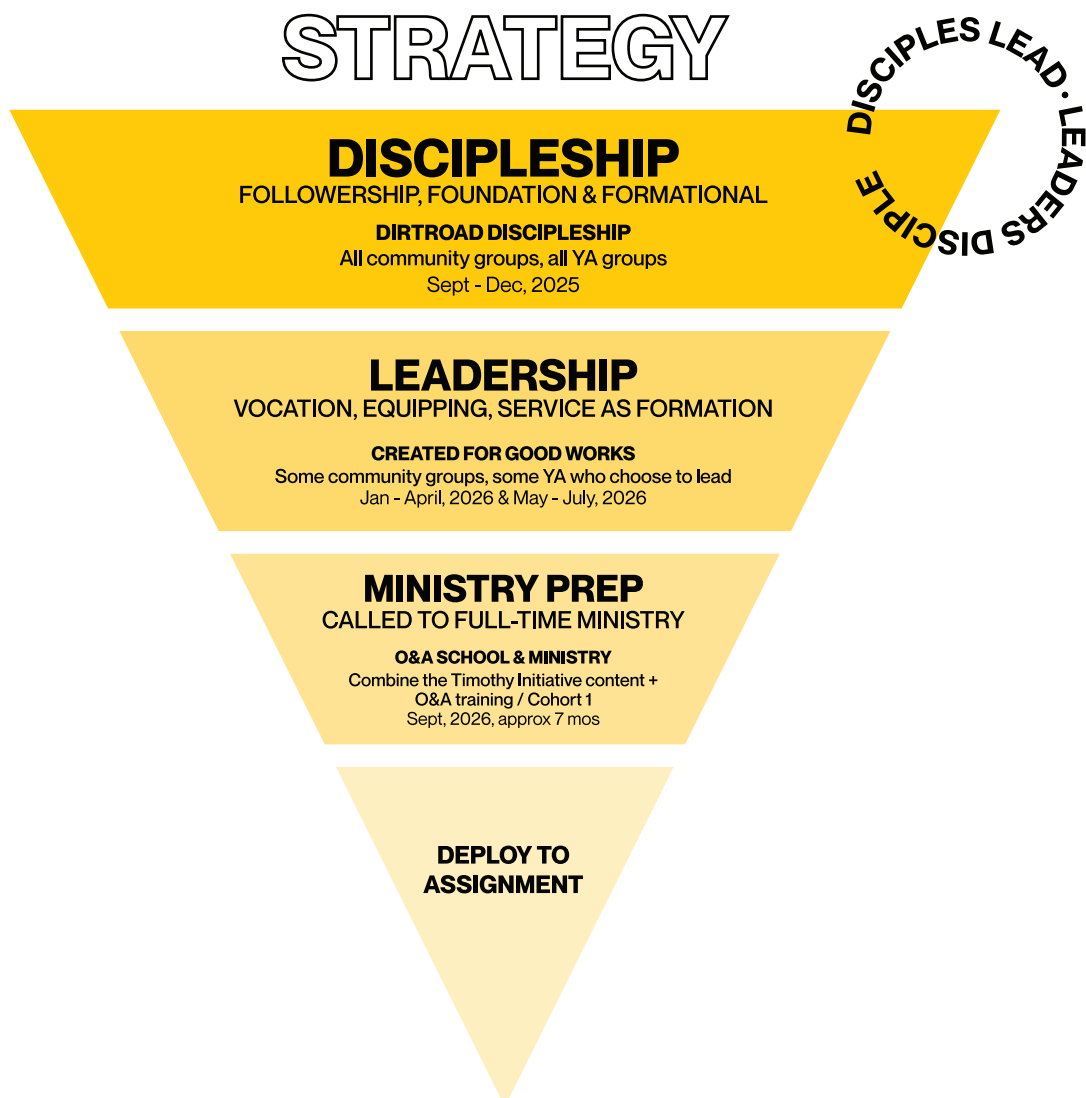 STRATEGY
DISCIPLES LEAD · LEADERS DISCIPLE
DISCIPLESHIP
FOLLOWERSHIP, FOUNDATION & FORMATIONAL
DIRTROAD DISCIPLESHIP
All community groups, all YA groups
Sept - Dec, 2025
LEADERSHIP
VOCATION, EQUIPPING, SERVICE AS FORMATION
CREATED FOR GOOD WORKS
Some community groups, some YA who choose to lead
Jan - April, 2026 & May - July, 2026
MINISTRY PREP
CALLED TO FULL-TIME MINISTRY
O&A SCHOOL & MINISTRY
Combine the Timothy Initiative content +
O&A training / Cohort 1
Sept, 2026, approx 7 mos
DEPLOY TO
ASSIGNMENT